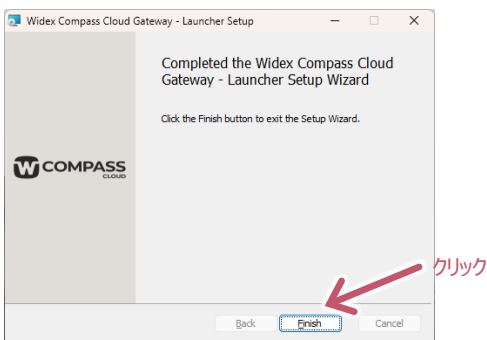 Widex Compass Cloud Gateway - Launcher Setup
Completed the Widex Compass Cloud
Gateway - Launcher Setup Wizard
Click the Finish button to exit the Setup Wizard.
W COMPASS
CLOUD
クリック
Back Finish Cancel